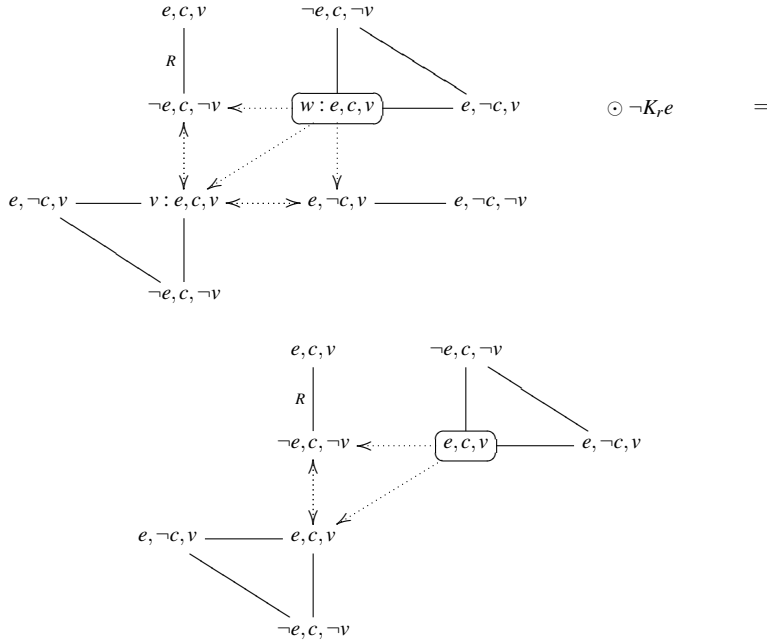 e, c, v ¬e, c, ¬v
R
¬e, c, ¬v w : e, c, v e, ¬c, v ⊙ ¬K_r e =
e, ¬c, v v : e, c, v e, ¬c, v e, ¬c, ¬v
¬e, c, ¬v
e, c, v ¬e, c, ¬v
R
¬e, c, ¬v e, c, v e, ¬c, v
e, ¬c, v e, c, v
¬e, c, ¬v